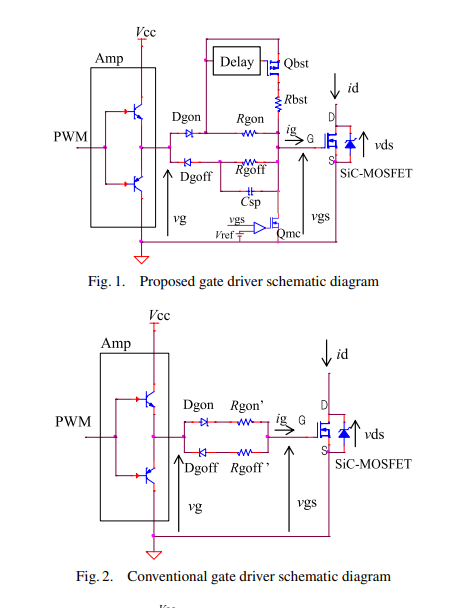 Vcc
Amp
Delay
Qbst
Rbst
id
Dgon
Rgon
ig
G
D
PWM
vds
S
Dgoff
Rgoff
SiC-MOSFET
Csp
vg
vgs
vgs
Vref
Qmc
Fig. 1. Proposed gate driver schematic diagram
Vcc
Amp
id
Dgon Rgon’
ig
G
D
PWM
vds
S
Dgoff Rgoff ’
SiC-MOSFET
vg
vgs
Fig. 2. Conventional gate driver schematic diagram